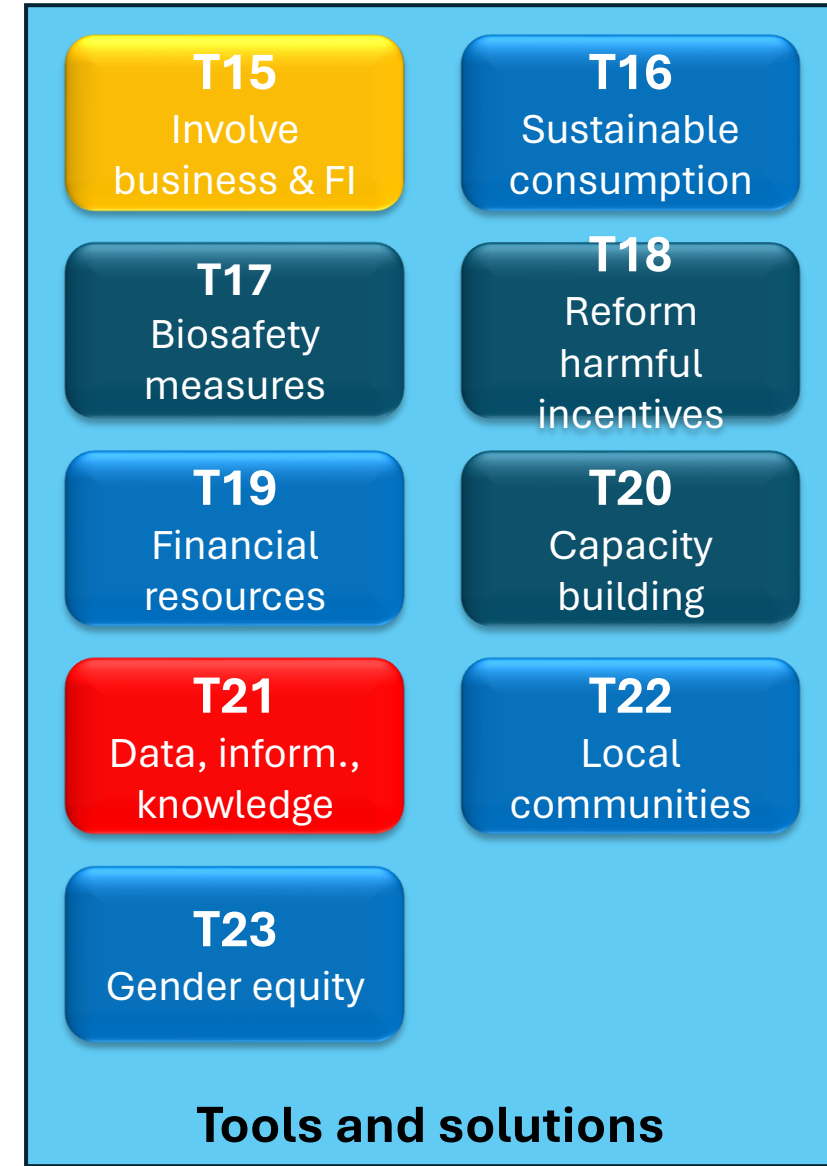 T15
Involve
business & FI
T16
Sustainable
consumption
T17
Biosafety
measures
T18
Reform
harmful
incentives
T19
Financial
resources
T20
Capacity
building
T21
Data, inform.,
knowledge
T22
Local
communities
T23
Gender equity
Tools and solutions